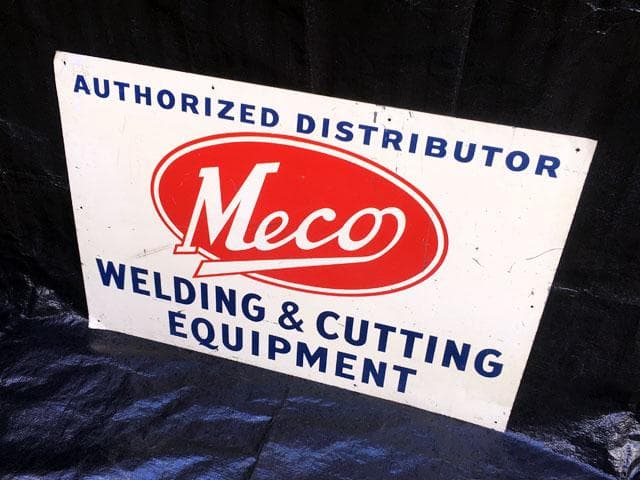 AUTHORIZED DISTRIBUTOR
Meco
WELDING & CUTTING
EQUIPMENT